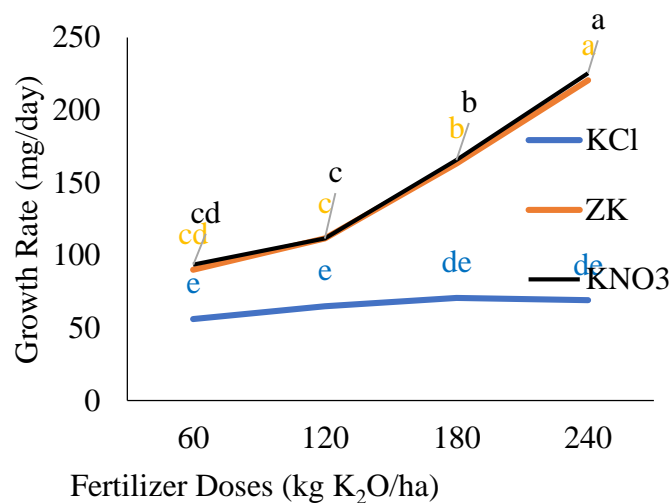 Growth Rate (mg/day)
250
200
150
100
50
0
a
a
b
b
c
c
cd
cd
e
e
de
de
KCl
ZK
KNO3
60 120 180 240
Fertilizer Doses (kg K₂O/ha)